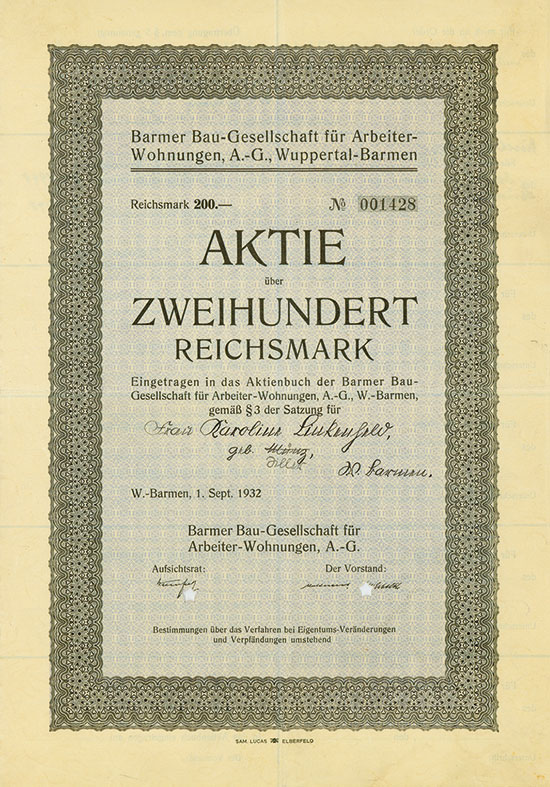 Barmer Bau-Gesellschaft für Arbeiter-
Wohnungen, A.-G., Wuppertal-Barmen
Reichsmark 200.— № 001428
AKTIE
über
ZWEIHUNDERT
REICHSMARK
Eingetragen in das Aktienbuch der Barmer Bau-
Gesellschaft für Arbeiter-Wohnungen, A.-G., W.-Barmen,
gemäß § 3 der Satzung für
Frau Karoline Linkenfeld,
geb.
W. Barmen.
W.-Barmen, 1. Sept. 1932
Barmer Bau-Gesellschaft für
Arbeiter-Wohnungen, A.-G.
Aufsichtsrat: Der Vorstand:
Bestimmungen über das Verfahren bei Eigentums-Veränderungen
und Verpfändungen umstehend
SAM. LUCAS ELBERFELD